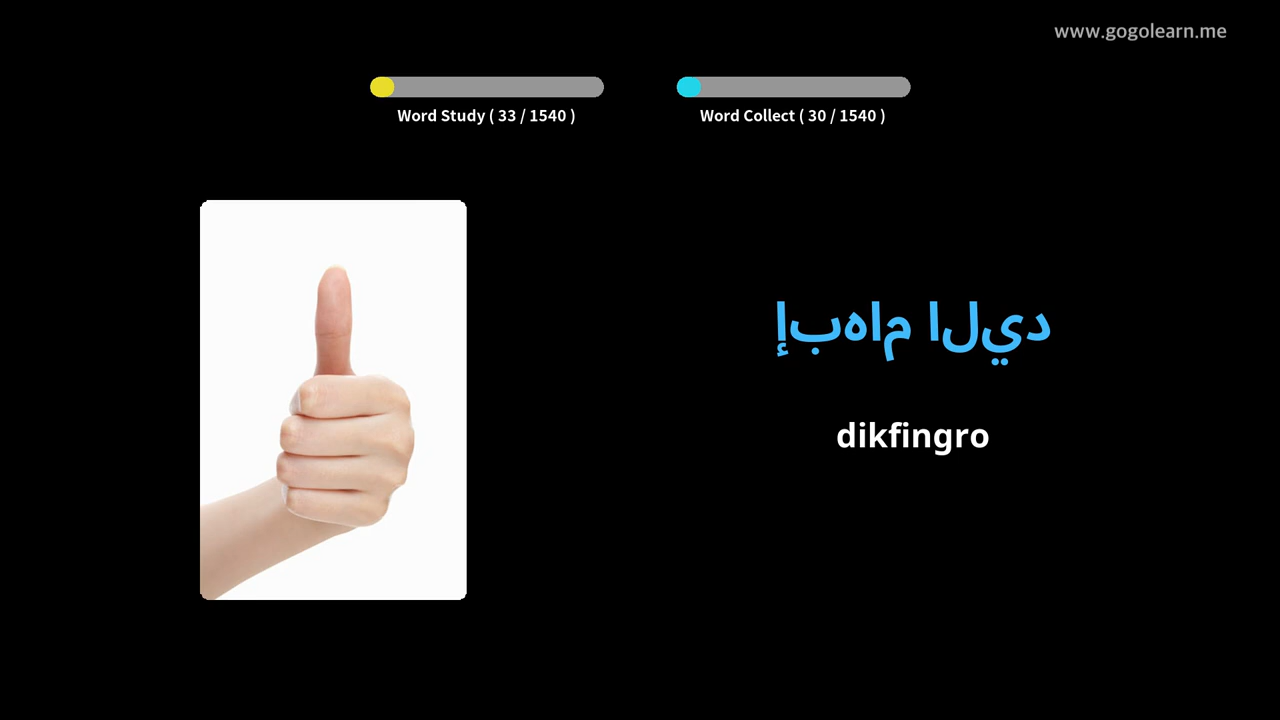 www.gogolearn.me
Word Study ( 33 / 1540 )
Word Collect ( 30 / 1540 )
إبهام اليد
dikfingro